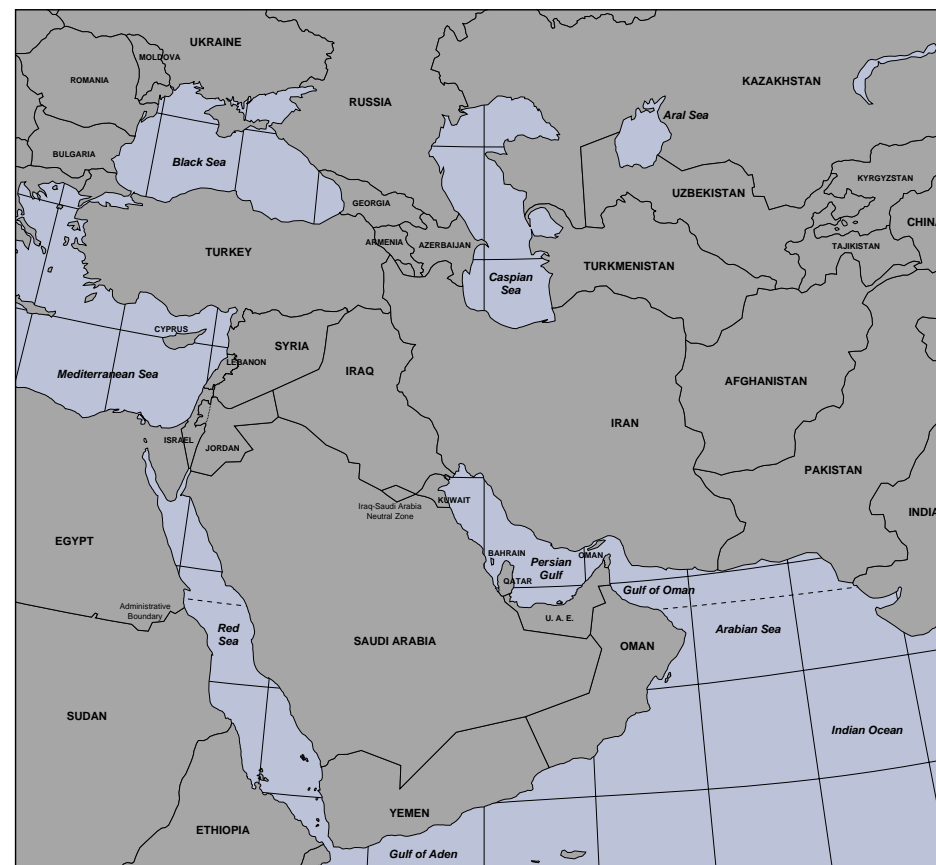 UKRAINE
MOLDOVA
ROMANIA
KAZAKHSTAN
RUSSIA
Aral Sea
BULGARIA
Black Sea
KYRGYZSTAN
UZBEKISTAN
GEORGIA
CHINA
ARMENIA
AZERBAIJAN
TAJIKISTAN
TURKEY
TURKMENISTAN
Caspian
Sea
CYPRUS
SYRIA
LEBANON
IRAQ
Mediterranean Sea
AFGHANISTAN
IRAN
ISRAEL
JORDAN
PAKISTAN
KUWAIT
Iraq-Saudi Arabia
Neutral Zone
INDIA
EGYPT
BAHRAIN
OMAN
Persian
Gulf
QATAR
Gulf of Oman
Administrative
Boundary
U. A. E.
Red
Sea
Arabian Sea
SAUDI ARABIA
OMAN
SUDAN
Indian Ocean
YEMEN
ETHIOPIA
Gulf of Aden